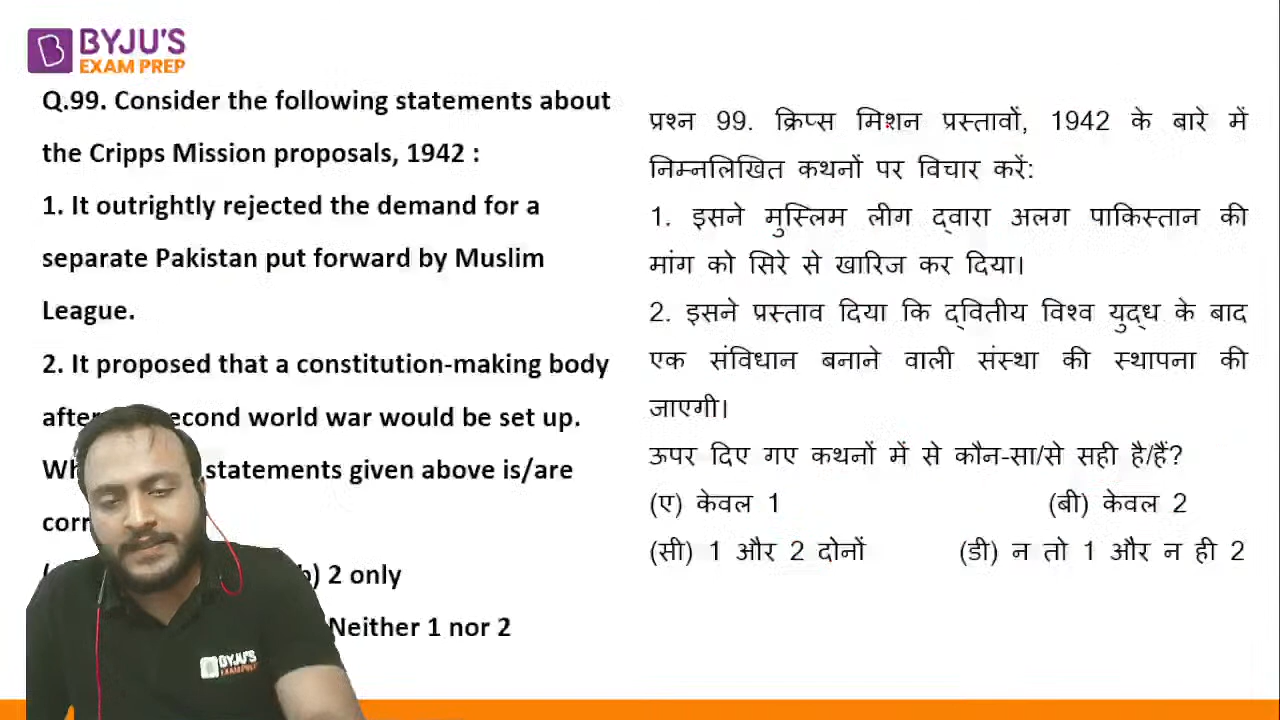 BYJU'S
EXAM PREP
Q.99. Consider the following statements about
the Cripps Mission proposals, 1942 :
1. It outrightly rejected the demand for a
separate Pakistan put forward by Muslim
League.
2. It proposed that a constitution-making body
after second world war would be set up.
statements given above is/are
2 only
Neither 1 nor 2
प्रश्न 99. क्रिप्स मिशन प्रस्तावों, 1942 के बारे में
निम्नलिखित कथनों पर विचार करें:
1. इसने मुस्लिम लीग द्वारा अलग पाकिस्तान की
मांग को सिरे से खारिज कर दिया।
2. इसने प्रस्ताव दिया कि द्वितीय विश्व युद्ध के बाद
एक संविधान बनाने वाली संस्था की स्थापना की
जाएगी।
ऊपर दिए गए कथनों में से कौन-सा/से सही है/हैं?
(ए) केवल 1 (बी) केवल 2
(सी) 1 और 2 दोनों (डी) न तो 1 और न ही 2
BYJU'S
EXAM PREP